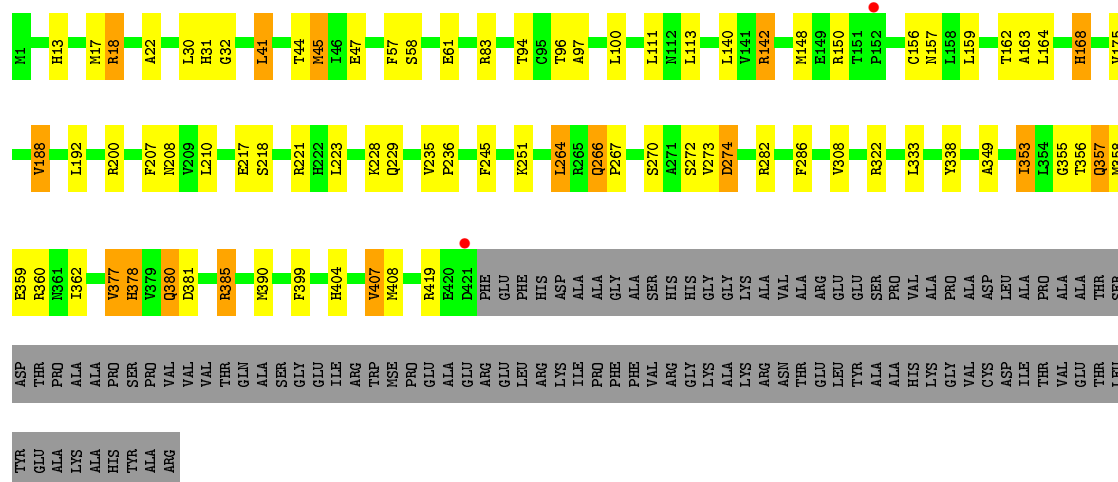 M1 H13 M17 R18 A22 L30 H31 G32 L41 T44 M45 I46 E47 F57 S58 E61 R83 T94 C95 T96 A97 L100 L111 N112 L113 L140 V141 R142 M148 E149 R150 T151 P152 C156 N157 L158 L159 T162 A163 L164 H168 V175
V188 L192 R200 F207 N208 V209 L210 E217 S218 R221 H222 L223 K228 Q229 V235 P236 F245 K251 L264 R265 Q266 P267 S270 A271 S272 V273 D274 R282 F286 V308 R322 L333 Y338 A349 I353 L354 G355 T356 Q357 M358
E359 R360 N361 I362 V377 H378 V379 Q380 D381 R385 M390 F399 H404 V407 M408 R419 E420 D421 PHE GLU PHE HIS ASP ALA ALA GLY ALA SER HIS HIS GLY GLY LYS ALA VAL ALA ARG GLU GLU SER PRO VAL ALA PRO ALA ASP LEU ALA PRO ALA ALA THR SER
ASP THR PRO ALA ALA PRO SER PRO VAL VAL THR GLN ALA SER GLY GLU ILE ARG TRP MSE PRO GLU ALA GLU ARG GLU LEU ARG LYS ILE PRO PHE PHE VAL ARG GLY LYS ALA LYS ARG ASN THR GLU LEU TYR ALA ALA HIS LYS GLY VAL CYS ASP ILE THR VAL GLU THR LEU
TYR GLU ALA LYS ALA HIS TYR ALA ARG